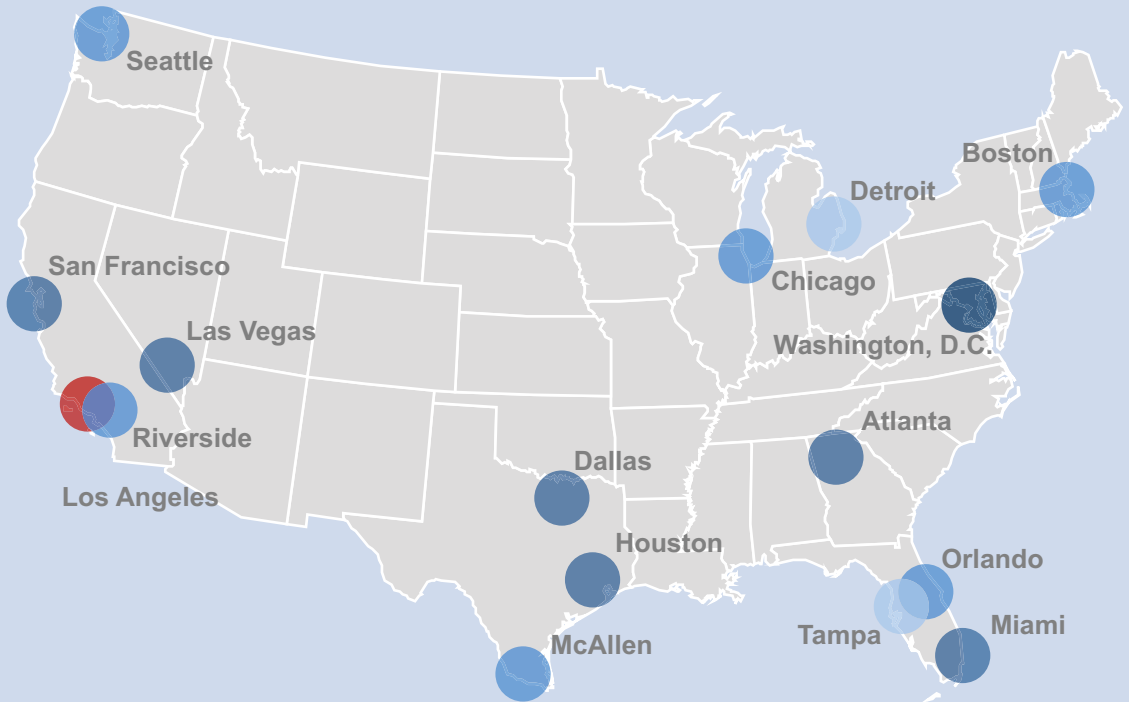 Seattle
Boston
Detroit
San Francisco
Chicago
Las Vegas
Washington, D.C.
Atlanta
Riverside
Dallas
Los Angeles
Houston
Orlando
Miami
Tampa
McAllen